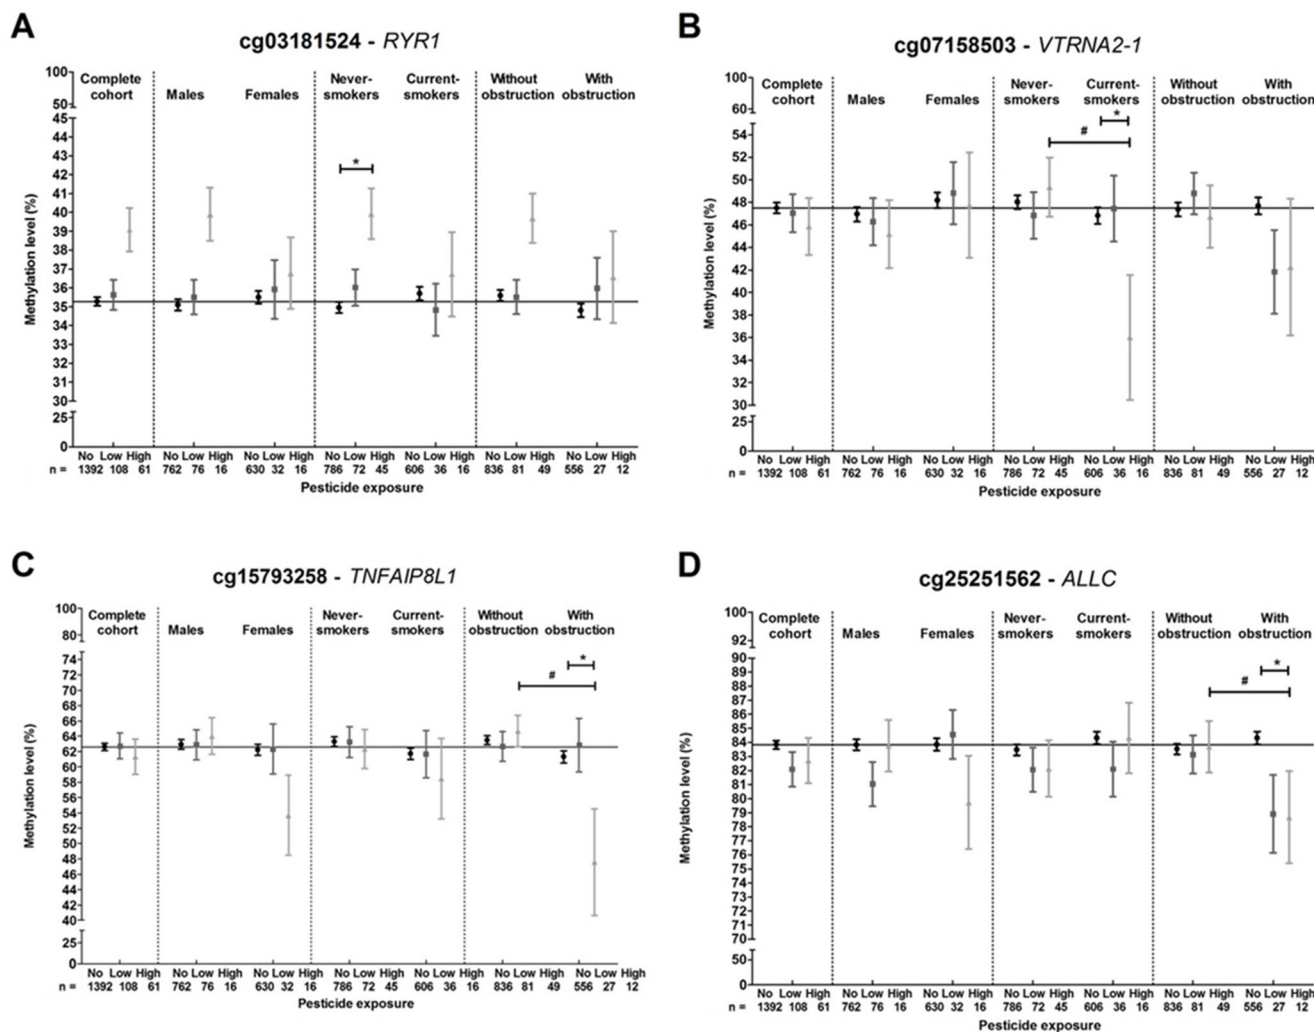 A
cg03181524 - RYR1
Complete cohort
Males
Females
Never-smokers
Current-smokers
Without obstruction
With obstruction
Methylation level (%)
100
50
45
44
43
42
41
40
39
38
37
36
35
34
33
32
31
30
25
0
*
No Low High No Low High No Low High No Low High No Low High No Low High No Low High
n = 1392 108 61 762 76 16 630 32 16 786 72 45 606 36 16 836 81 49 556 27 12
Pesticide exposure
B
cg07158503 - VTRNA2-1
Complete cohort
Males
Females
Never-smokers
Current-smokers
Without obstruction
With obstruction
Methylation level (%)
100
60
54
52
50
48
46
44
42
40
38
36
34
32
30
25
0
*
#
No Low High No Low High No Low High No Low High No Low High No Low High No Low High
n = 1392 108 61 762 76 16 630 32 16 786 72 45 606 36 16 836 81 49 556 27 12
Pesticide exposure
C
cg15793258 - TNFAIP8L1
Complete cohort
Males
Females
Never-smokers
Current-smokers
Without obstruction
With obstruction
Methylation level (%)
100
80
74
72
70
68
66
64
62
60
58
56
54
52
50
48
46
44
42
40
25
0
*
#
No Low High No Low High No Low High No Low High No Low High No Low High No Low High
n = 1392 108 61 762 76 16 630 32 16 786 72 45 606 36 16 836 81 49 556 27 12
Pesticide exposure
D
cg25251562 - ALLC
Complete cohort
Males
Females
Never-smokers
Current-smokers
Without obstruction
With obstruction
Methylation level (%)
100
92
90
89
88
87
86
85
84
83
82
81
80
79
78
77
76
75
74
73
72
71
70
50
0
*
#
No Low High No Low High No Low High No Low High No Low High No Low High No Low High
n = 1392 108 61 762 76 16 630 32 16 786 72 45 606 36 16 836 81 49 556 27 12
Pesticide exposure